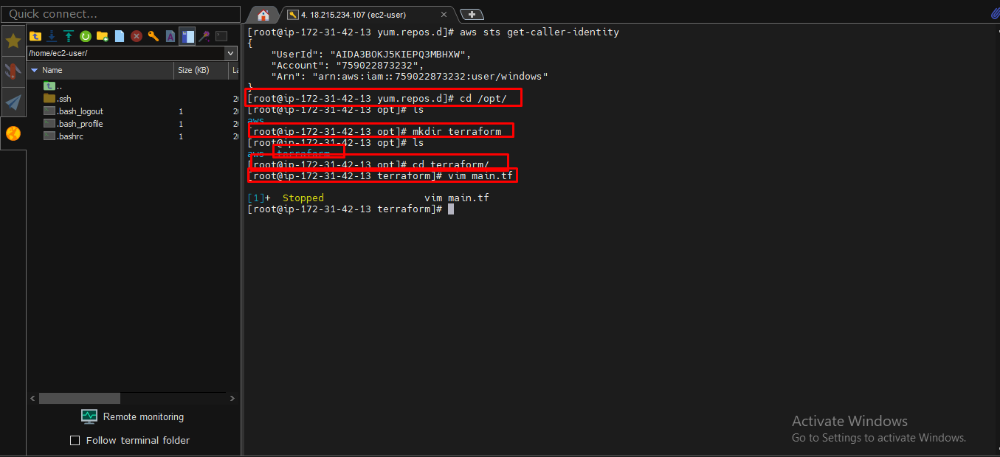 Quick connect...
4. 18.215.234.107 (ec2-user)
/home/ec2-user/
Name Size (KB) La
..
.ssh 20
.bash_logout 1 20
.bash_profile 1 20
.bashrc 1 20
Remote monitoring
Follow terminal folder
[root@ip-172-31-42-13 yum.repos.d]# aws sts get-caller-identity
{
"UserId": "AIDA3BOKJ5KIEPQ3MBHXW",
"Account": "759022873232",
"Arn": "arn:aws:iam::759022873232:user/windows"
}
[root@ip-172-31-42-13 yum.repos.d]# cd /opt/
[root@ip-172-31-42-13 opt]# ls
aws
[root@ip-172-31-42-13 opt]# mkdir terraform
[root@ip-172-31-42-13 opt]# ls
aws terraform
[root@ip-172-31-42-13 opt]# cd terraform/
[root@ip-172-31-42-13 terraform]# vim main.tf
[1]+ Stopped vim main.tf
[root@ip-172-31-42-13 terraform]#
Activate Windows
Go to Settings to activate Windows.